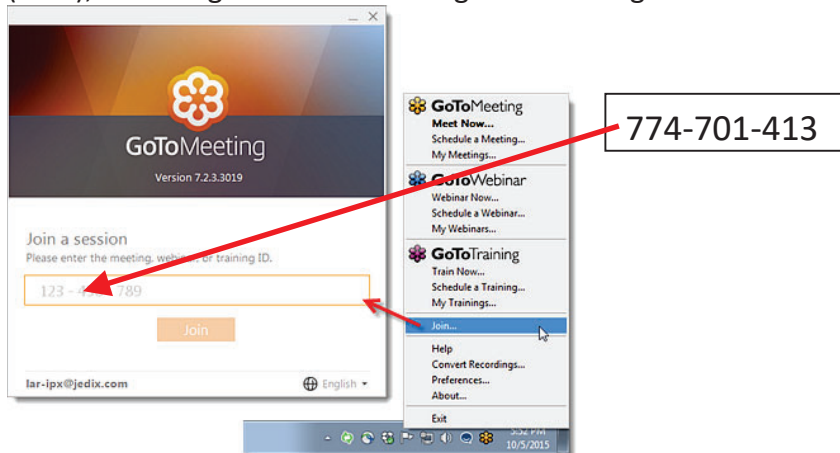 GoToMeeting
Version 7.2.3.3019
Join a session
Please enter the meeting, webinar, or training ID.
123 - 789
Join
lar-ipx@jedix.com
English
GoToMeeting
Meet Now...
Schedule a Meeting...
My Meetings...
GoToWebinar
Webinar Now...
Schedule a Webinar...
My Webinars...
GoToTraining
Train Now...
Schedule a Training...
My Trainings...
Join...
Help
Convert Recordings...
Preferences...
About...
Exit
5:52 PM
10/5/2015
774-701-413